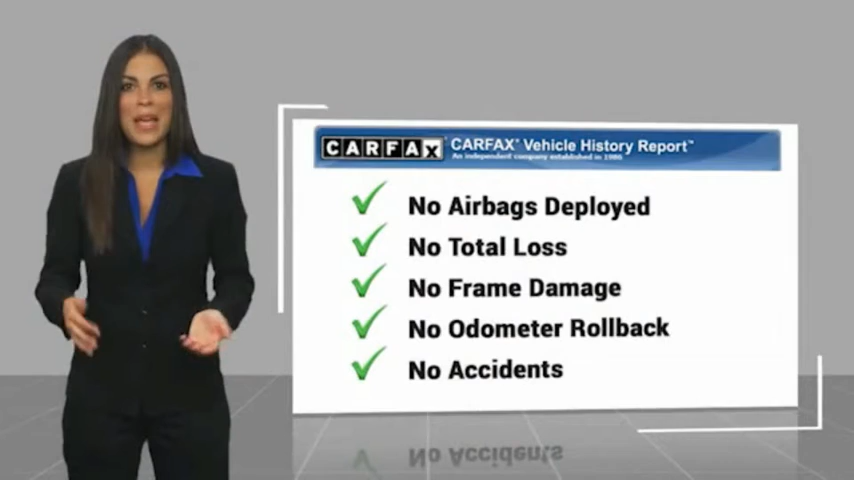 CARFAX CARFAX® Vehicle History Report™
An independent company established in 1986
No Airbags Deployed
No Total Loss
No Frame Damage
No Odometer Rollback
No Accidents
No Accidents